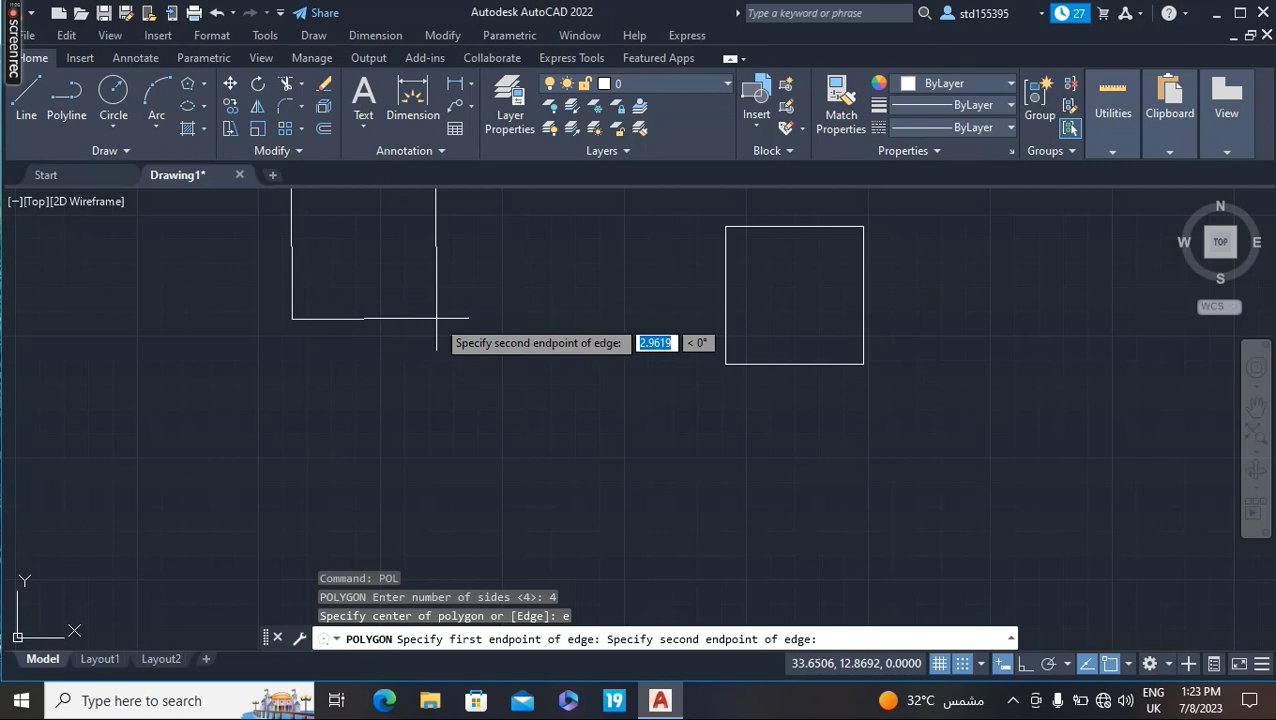 screenrec
Share
Autodesk AutoCAD 2022
Type a keyword or phrase
std155395
27
File Edit View Insert Format Tools Draw Dimension Modify Parametric Window Help Express
Home Insert Annotate Parametric View Manage Output Add-ins Collaborate Express Tools Featured Apps
0
ByLayer
ByLayer
ByLayer
Line Polyline Circle Arc
Text Dimension
Layer Properties
Insert
Match Properties
Group
Utilities
Clipboard
View
Draw Modify Annotation Layers Block Properties Groups
Start Drawing1*
[−][Top][2D Wireframe]
N
W TOP E
S
WCS
Specify second endpoint of edge: 2.9619 < 0°
Y
X
Command: POL
POLYGON Enter number of sides <4>: 4
Specify center of polygon or [Edge]: e
POLYGON Specify first endpoint of edge: Specify second endpoint of edge:
Model Layout1 Layout2
33.6506, 12.8692, 0.0000
Type here to search
19
A
32°C مشمس
ENG
UK
1:23 PM
7/8/2023